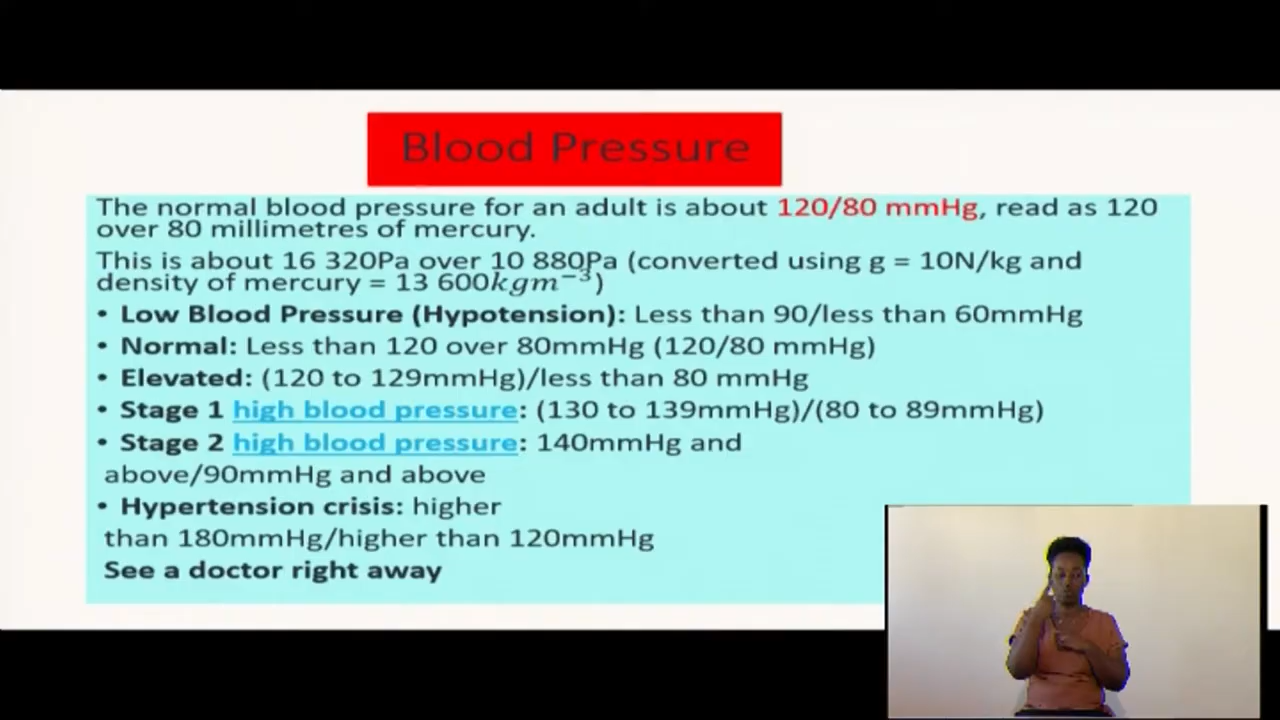 Blood Pressure
The normal blood pressure for an adult is about 120/80 mmHg, read as 120
over 80 millimetres of mercury.
This is about 16 320Pa over 10 880Pa (converted using g = 10N/kg and
density of mercury = 13 600kgm⁻³)
• Low Blood Pressure (Hypotension): Less than 90/less than 60mmHg
• Normal: Less than 120 over 80mmHg (120/80 mmHg)
• Elevated: (120 to 129mmHg)/less than 80 mmHg
• Stage 1 high blood pressure: (130 to 139mmHg)/(80 to 89mmHg)
• Stage 2 high blood pressure: 140mmHg and
above/90mmHg and above
• Hypertension crisis: higher
than 180mmHg/higher than 120mmHg
See a doctor right away